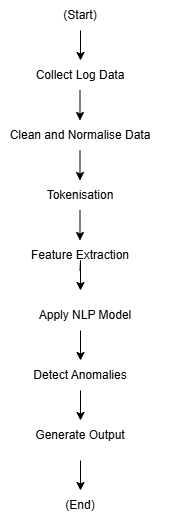 (Start)
Collect Log Data
Clean and Normalise Data
Tokenisation
Feature Extraction
Apply NLP Model
Detect Anomalies
Generate Output
(End)